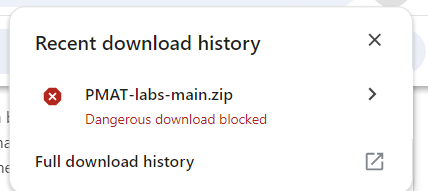 Recent download history
PMAT-labs-main.zip
Dangerous download blocked
Full download history